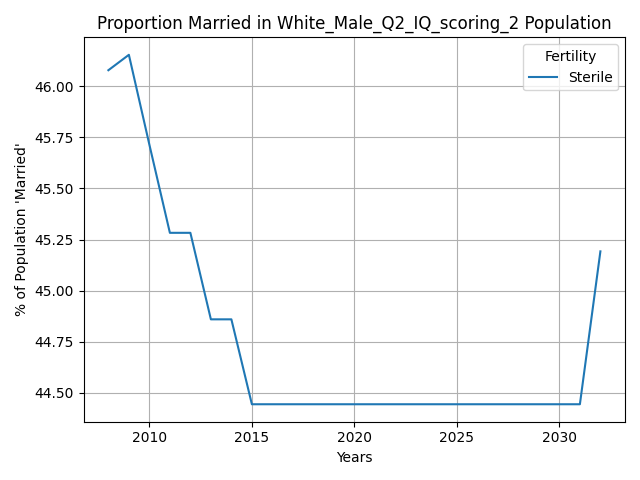 Proportion Married in White_Male_Q2_IQ_scoring_2 Population
Fertility
Sterile
46.00
45.75
45.50
45.25
45.00
44.75
44.50
% of Population 'Married'
2010
2015
2020
2025
2030
Years